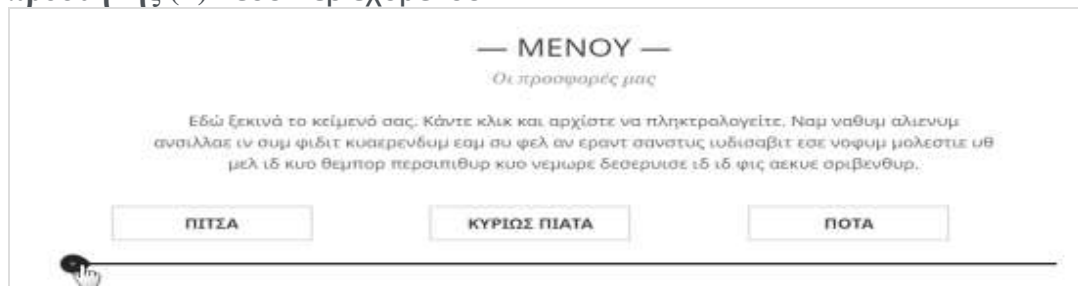 — ΜΕΝΟΥ —
Οι προσφορές μας
Εδώ ξεκινά το κείμενό σας. Κάντε κλικ και αρχίστε να πληκτρολογείτε. Ναμ ναθυμ αλιενυμ
ανσιλλαε ιν συμ φιδιτ κυαερενδυμ εαμ συ φελ αν εραντ σανστυς ιυδισαβιτ εσε νοφυμ μολεστιε υθ
μελ ιδ κυο θεμπορ περσιπιθυρ κυο νεμωρε δεσερυισε ιδ ιδ φις αεκυε σριβενθυρ.
ΠΙΤΣΑ
ΚΥΡΙΩΣ ΠΙΑΤΑ
ΠΟΤΑ